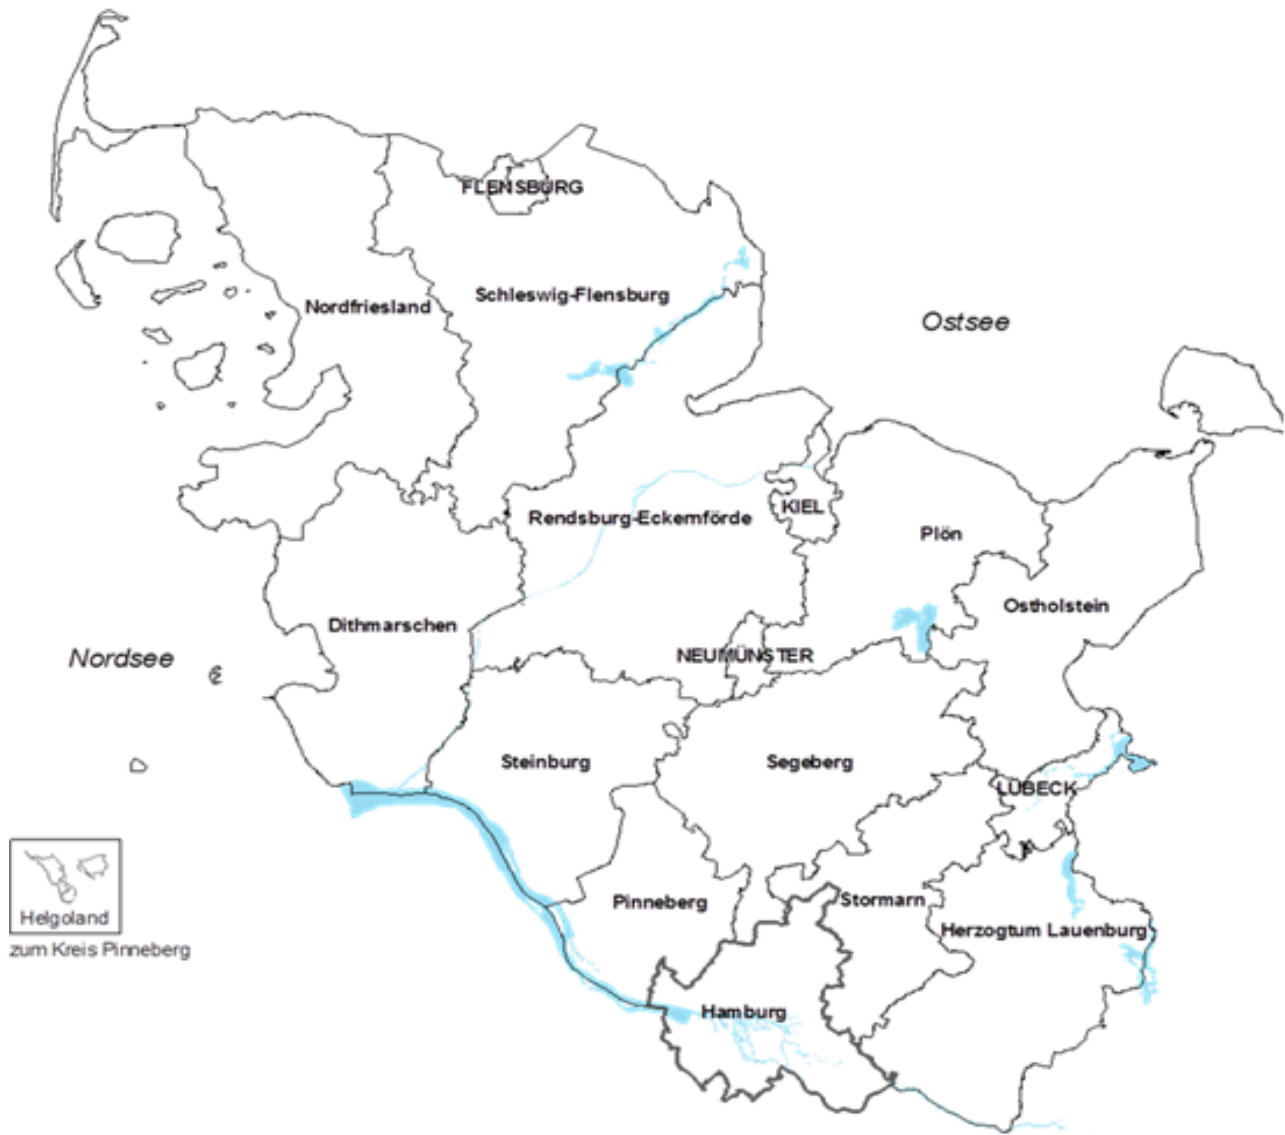 FLENSBURG
Schleswig-Flensburg
Nordfriesland
Ostsee
KIEL
Rendsburg-Eckernförde
Plön
Ostholstein
Dithmarschen
NEUMÜNSTER
Nordsee
Steinburg
Segeberg
LÜBECK
Pinneberg
Stormarn
Helgoland
Herzogtum Lauenburg
zum Kreis Pinneberg
Hamburg